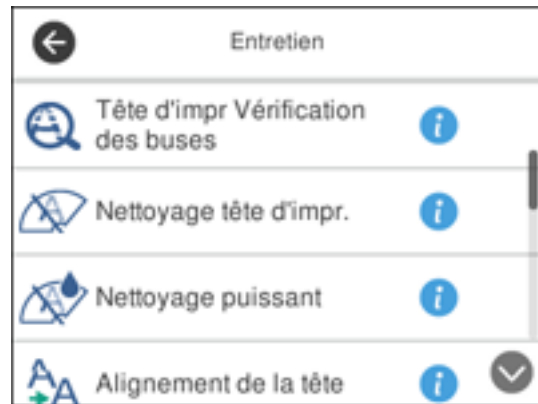 Entretien
Tête d'impr Vérification
des buses
Nettoyage tête d'impr.
Nettoyage puissant
Alignement de la tête